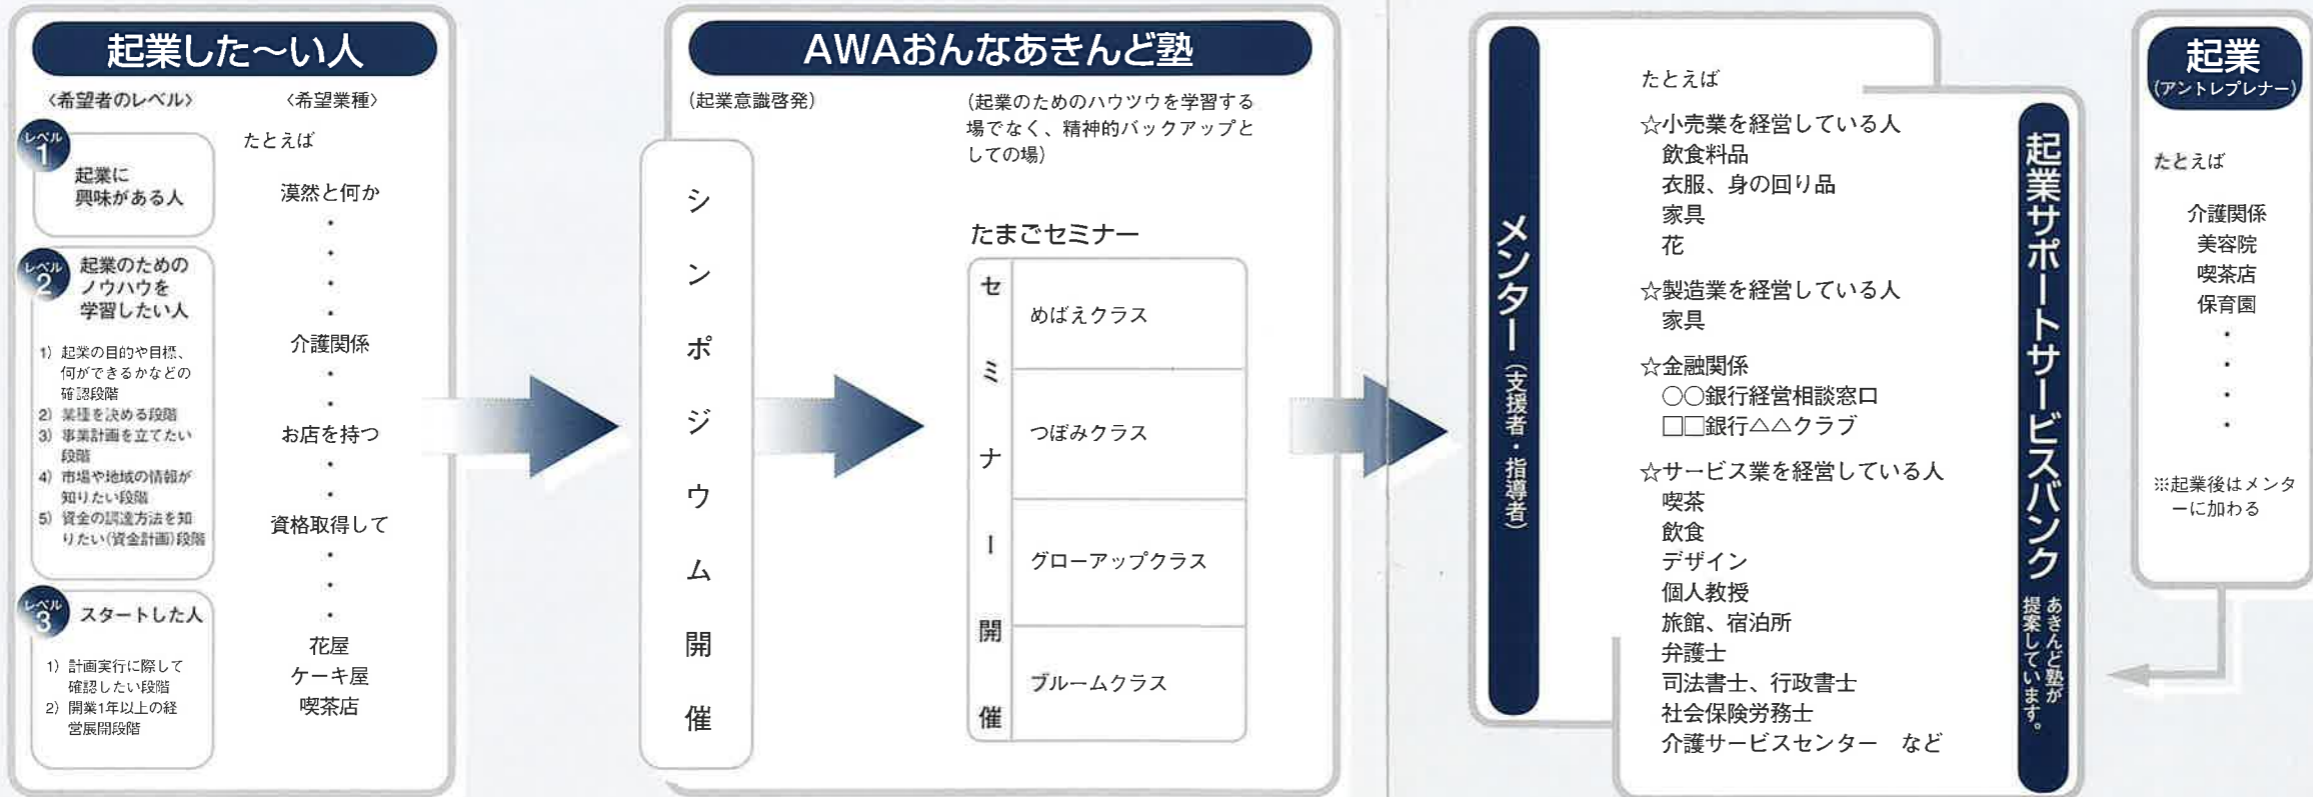 起業した～い人
〈希望者のレベル〉
レベル
1
起業に
興味がある人
レベル
2
起業のための
ノウハウを
学習したい人
1) 起業の目的や目標、
何ができるかなどの
確認段階
2) 業種を決める段階
3) 事業計画を立てたい
段階
4) 市場や地域の情報が
知りたい段階
5) 資金の調達方法を知
りたい(資金計画)段階
レベル
3
スタートした人
1) 計画実行に際して
確認したい段階
2) 開業1年以上の経
営展開段階
〈希望業種〉
たとえば
漠然と何か
・
・
・
・
介護関係
・
・
お店を持つ
・
・
資格取得して
・
・
・
花屋
ケーキ屋
喫茶店
AWAおんなあきんど塾
(起業意識啓発)
シンポジウム開催
(起業のためのハウツウを学習する
場でなく、精神的バックアップと
しての場)
たまごセミナー
セミナー開催
めばえクラス
つぼみクラス
グローアップクラス
ブルームクラス
メンター(支援者・指導者)
たとえば
☆小売業を経営している人
飲食料品
衣服、身の回り品
家具
花
☆製造業を経営している人
家具
☆金融関係
○○銀行経営相談窓口
□□銀行△△クラブ
☆サービス業を経営している人
喫茶
飲食
デザイン
個人教授
旅館、宿泊所
弁護士
司法書士、行政書士
社会保険労務士
介護サービスセンター　など
起業サポートサービスバンク
あきんど塾が
提案しています。
起業
(アントレプレナー)
たとえば
介護関係
美容院
喫茶店
保育園
・
・
・
・
※起業後はメンタ
ーに加わる